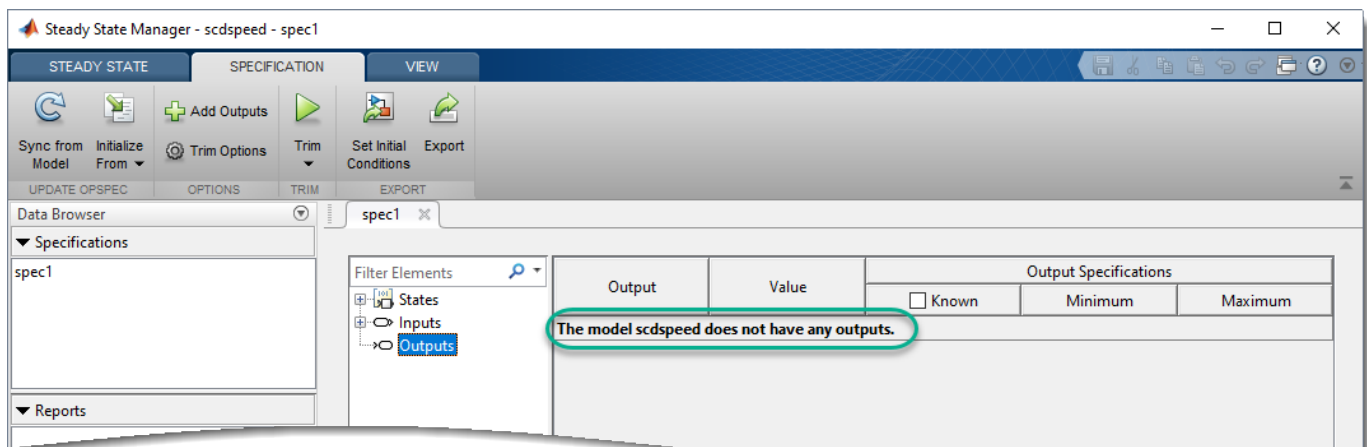 Steady State Manager - scdspeed - spec1
STEADY STATE SPECIFICATION VIEW
Sync from Model
Initialize From
Add Outputs
Trim Options
Trim
Set Initial Conditions
Export
UPDATE OPSPEC OPTIONS TRIM EXPORT
Data Browser
spec1
Specifications
spec1
Filter Elements
States
Inputs
Outputs
Output Value Output Specifications
Known Minimum Maximum
The model scdspeed does not have any outputs.
Reports